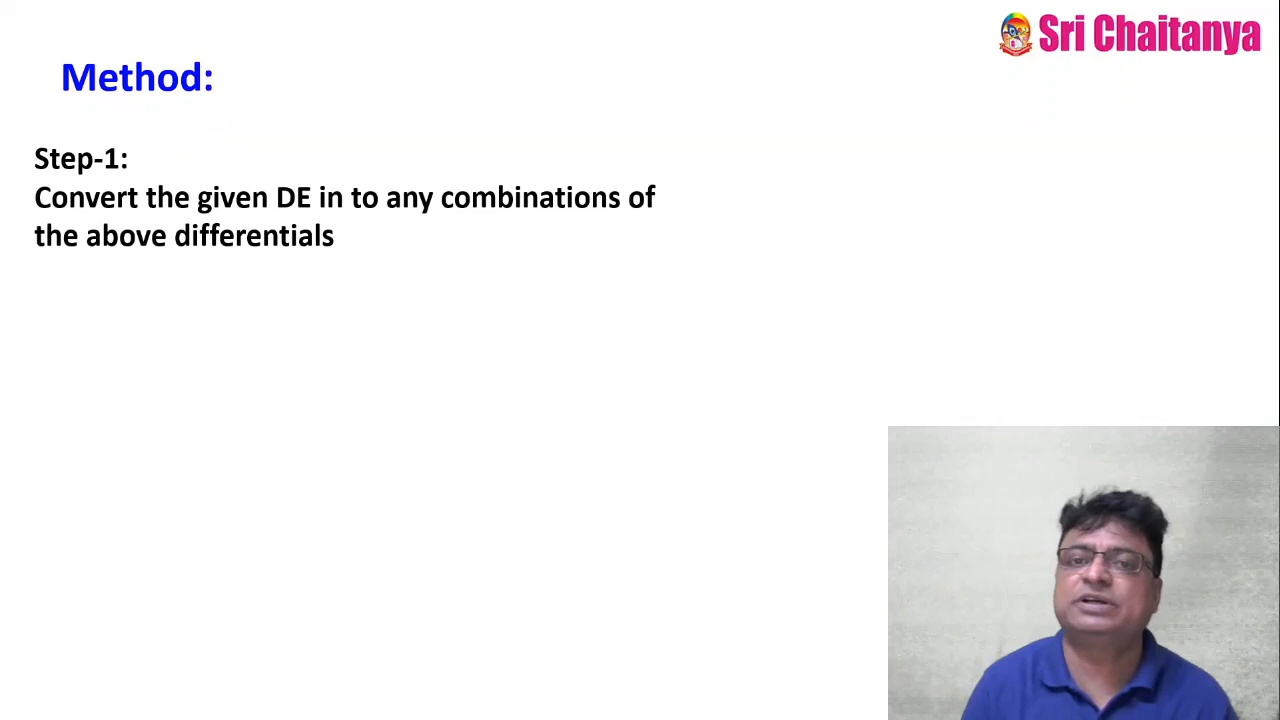 Sri Chaitanya
Method:
Step-1:
Convert the given DE in to any combinations of
the above differentials